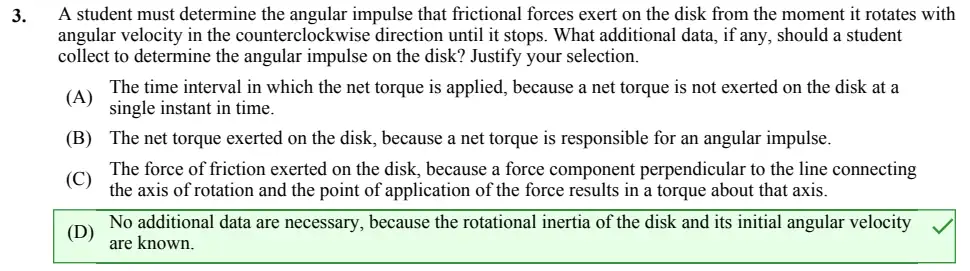 3. A student must determine the angular impulse that frictional forces exert on the disk from the moment it rotates with
angular velocity in the counterclockwise direction until it stops. What additional data, if any, should a student
collect to determine the angular impulse on the disk? Justify your selection.
(A) The time interval in which the net torque is applied, because a net torque is not exerted on the disk at a
single instant in time.
(B) The net torque exerted on the disk, because a net torque is responsible for an angular impulse.
(C) The force of friction exerted on the disk, because a force component perpendicular to the line connecting
the axis of rotation and the point of application of the force results in a torque about that axis.
(D) No additional data are necessary, because the rotational inertia of the disk and its initial angular velocity
are known.